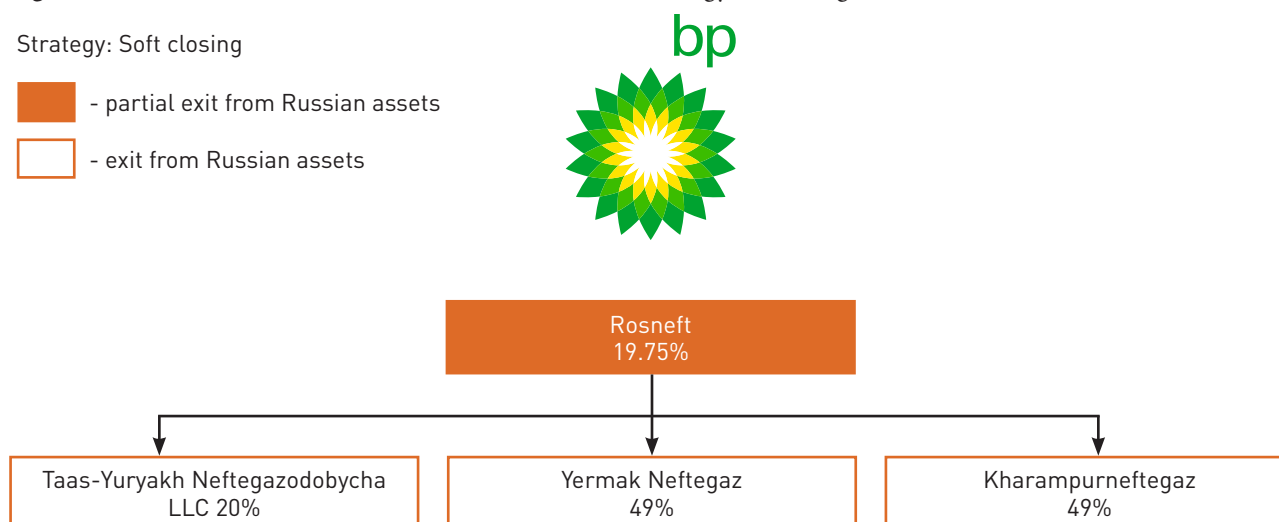 Strategy: Soft closing
bp
- partial exit from Russian assets
- exit from Russian assets
Rosneft
19.75%
Taas-Yuryakh Neftegazodobycha
LLC 20%
Yermak Neftegaz
49%
Kharampurneftegaz
49%